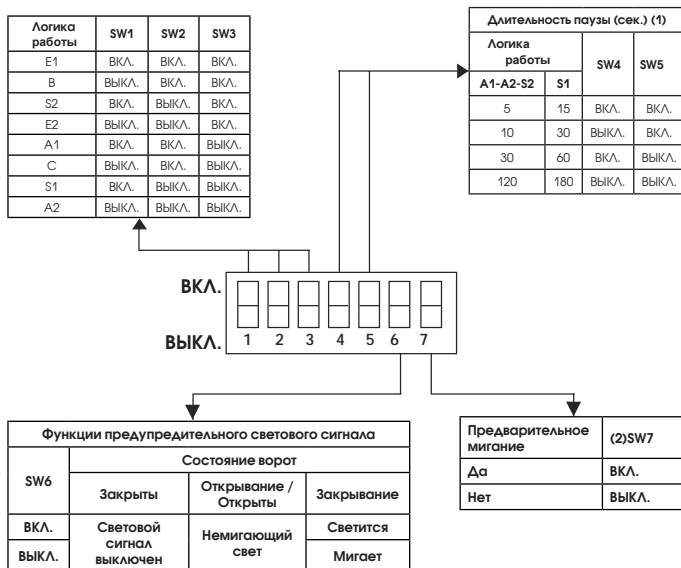 Логика работы SW1 SW2 SW3
E1 ВКЛ. ВКЛ. ВКЛ.
B ВЫКЛ. ВКЛ. ВКЛ.
S2 ВКЛ. ВЫКЛ. ВКЛ.
E2 ВЫКЛ. ВЫКЛ. ВКЛ.
A1 ВКЛ. ВКЛ. ВЫКЛ.
C ВЫКЛ. ВКЛ. ВЫКЛ.
S1 ВКЛ. ВЫКЛ. ВЫКЛ.
A2 ВЫКЛ. ВЫКЛ. ВЫКЛ.
Длительность паузы (сек.) (1)
Логика работы SW4 SW5
A1-A2-S2 S1
5 15 ВКЛ. ВКЛ.
10 30 ВЫКЛ. ВКЛ.
30 60 ВКЛ. ВЫКЛ.
120 180 ВЫКЛ. ВЫКЛ.
ВКЛ.
ВЫКЛ.
1 2 3 4 5 6 7
Функции предупредительного светового сигнала
SW6 Состояние ворот
Закрыты Открывание / Открыты Закрывание
ВКЛ. Световой сигнал выключен Немигающий свет Светится
ВЫКЛ. Мигает
Предварительное мигание (2)SW7
Да ВКЛ.
Нет ВЫКЛ.